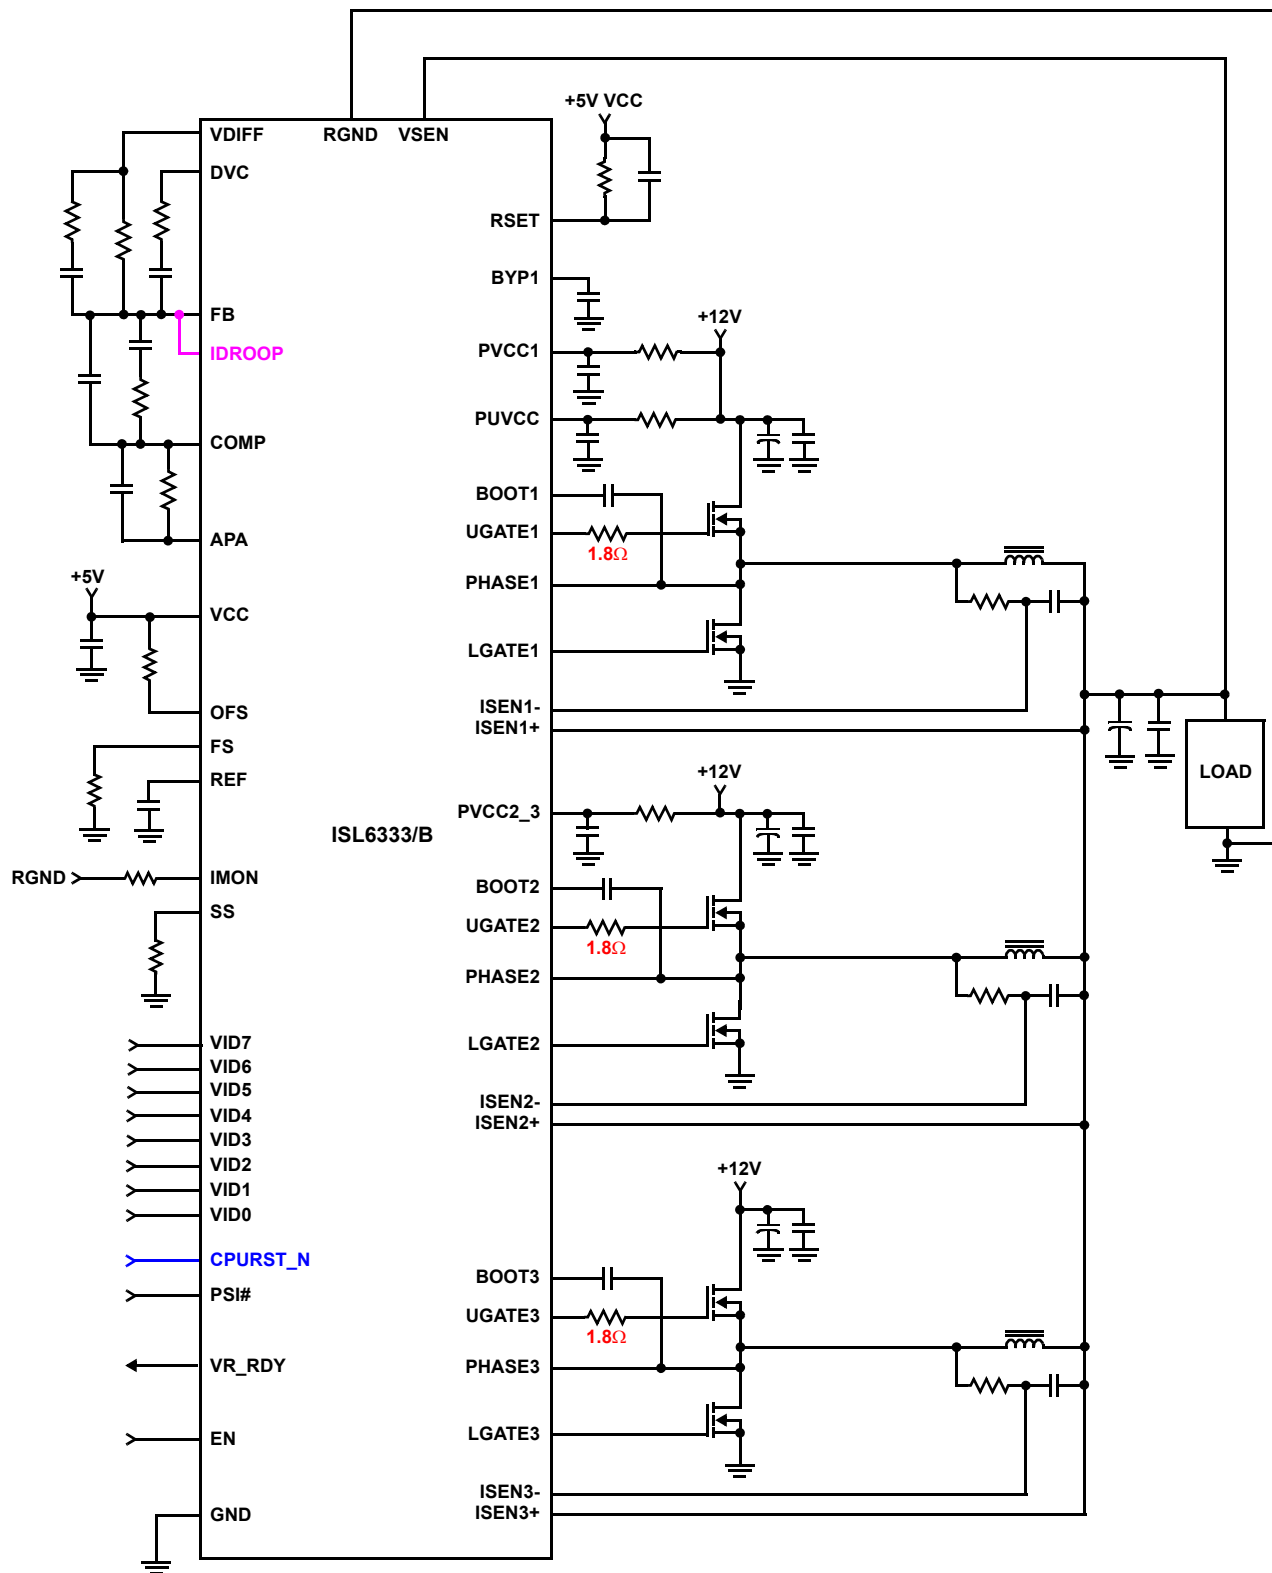 +5V VCC
VDIFF
RGND
VSEN
DVC
RSET
BYP1
FB
+12V
IDROOP
PVCC1
PUVCC
COMP
BOOT1
UGATE1
APA
1.8Ω
+5V
PHASE1
VCC
LGATE1
ISEN1-
OFS
ISEN1+
FS
+12V
LOAD
REF
PVCC2_3
ISL6333/B
RGND
IMON
BOOT2
SS
UGATE2
1.8Ω
PHASE2
VID7
LGATE2
VID6
VID5
ISEN2-
VID4
ISEN2+
VID3
VID2
+12V
VID1
VID0
CPURST_N
BOOT3
PSI#
UGATE3
1.8Ω
VR_RDY
PHASE3
LGATE3
EN
ISEN3-
GND
ISEN3+